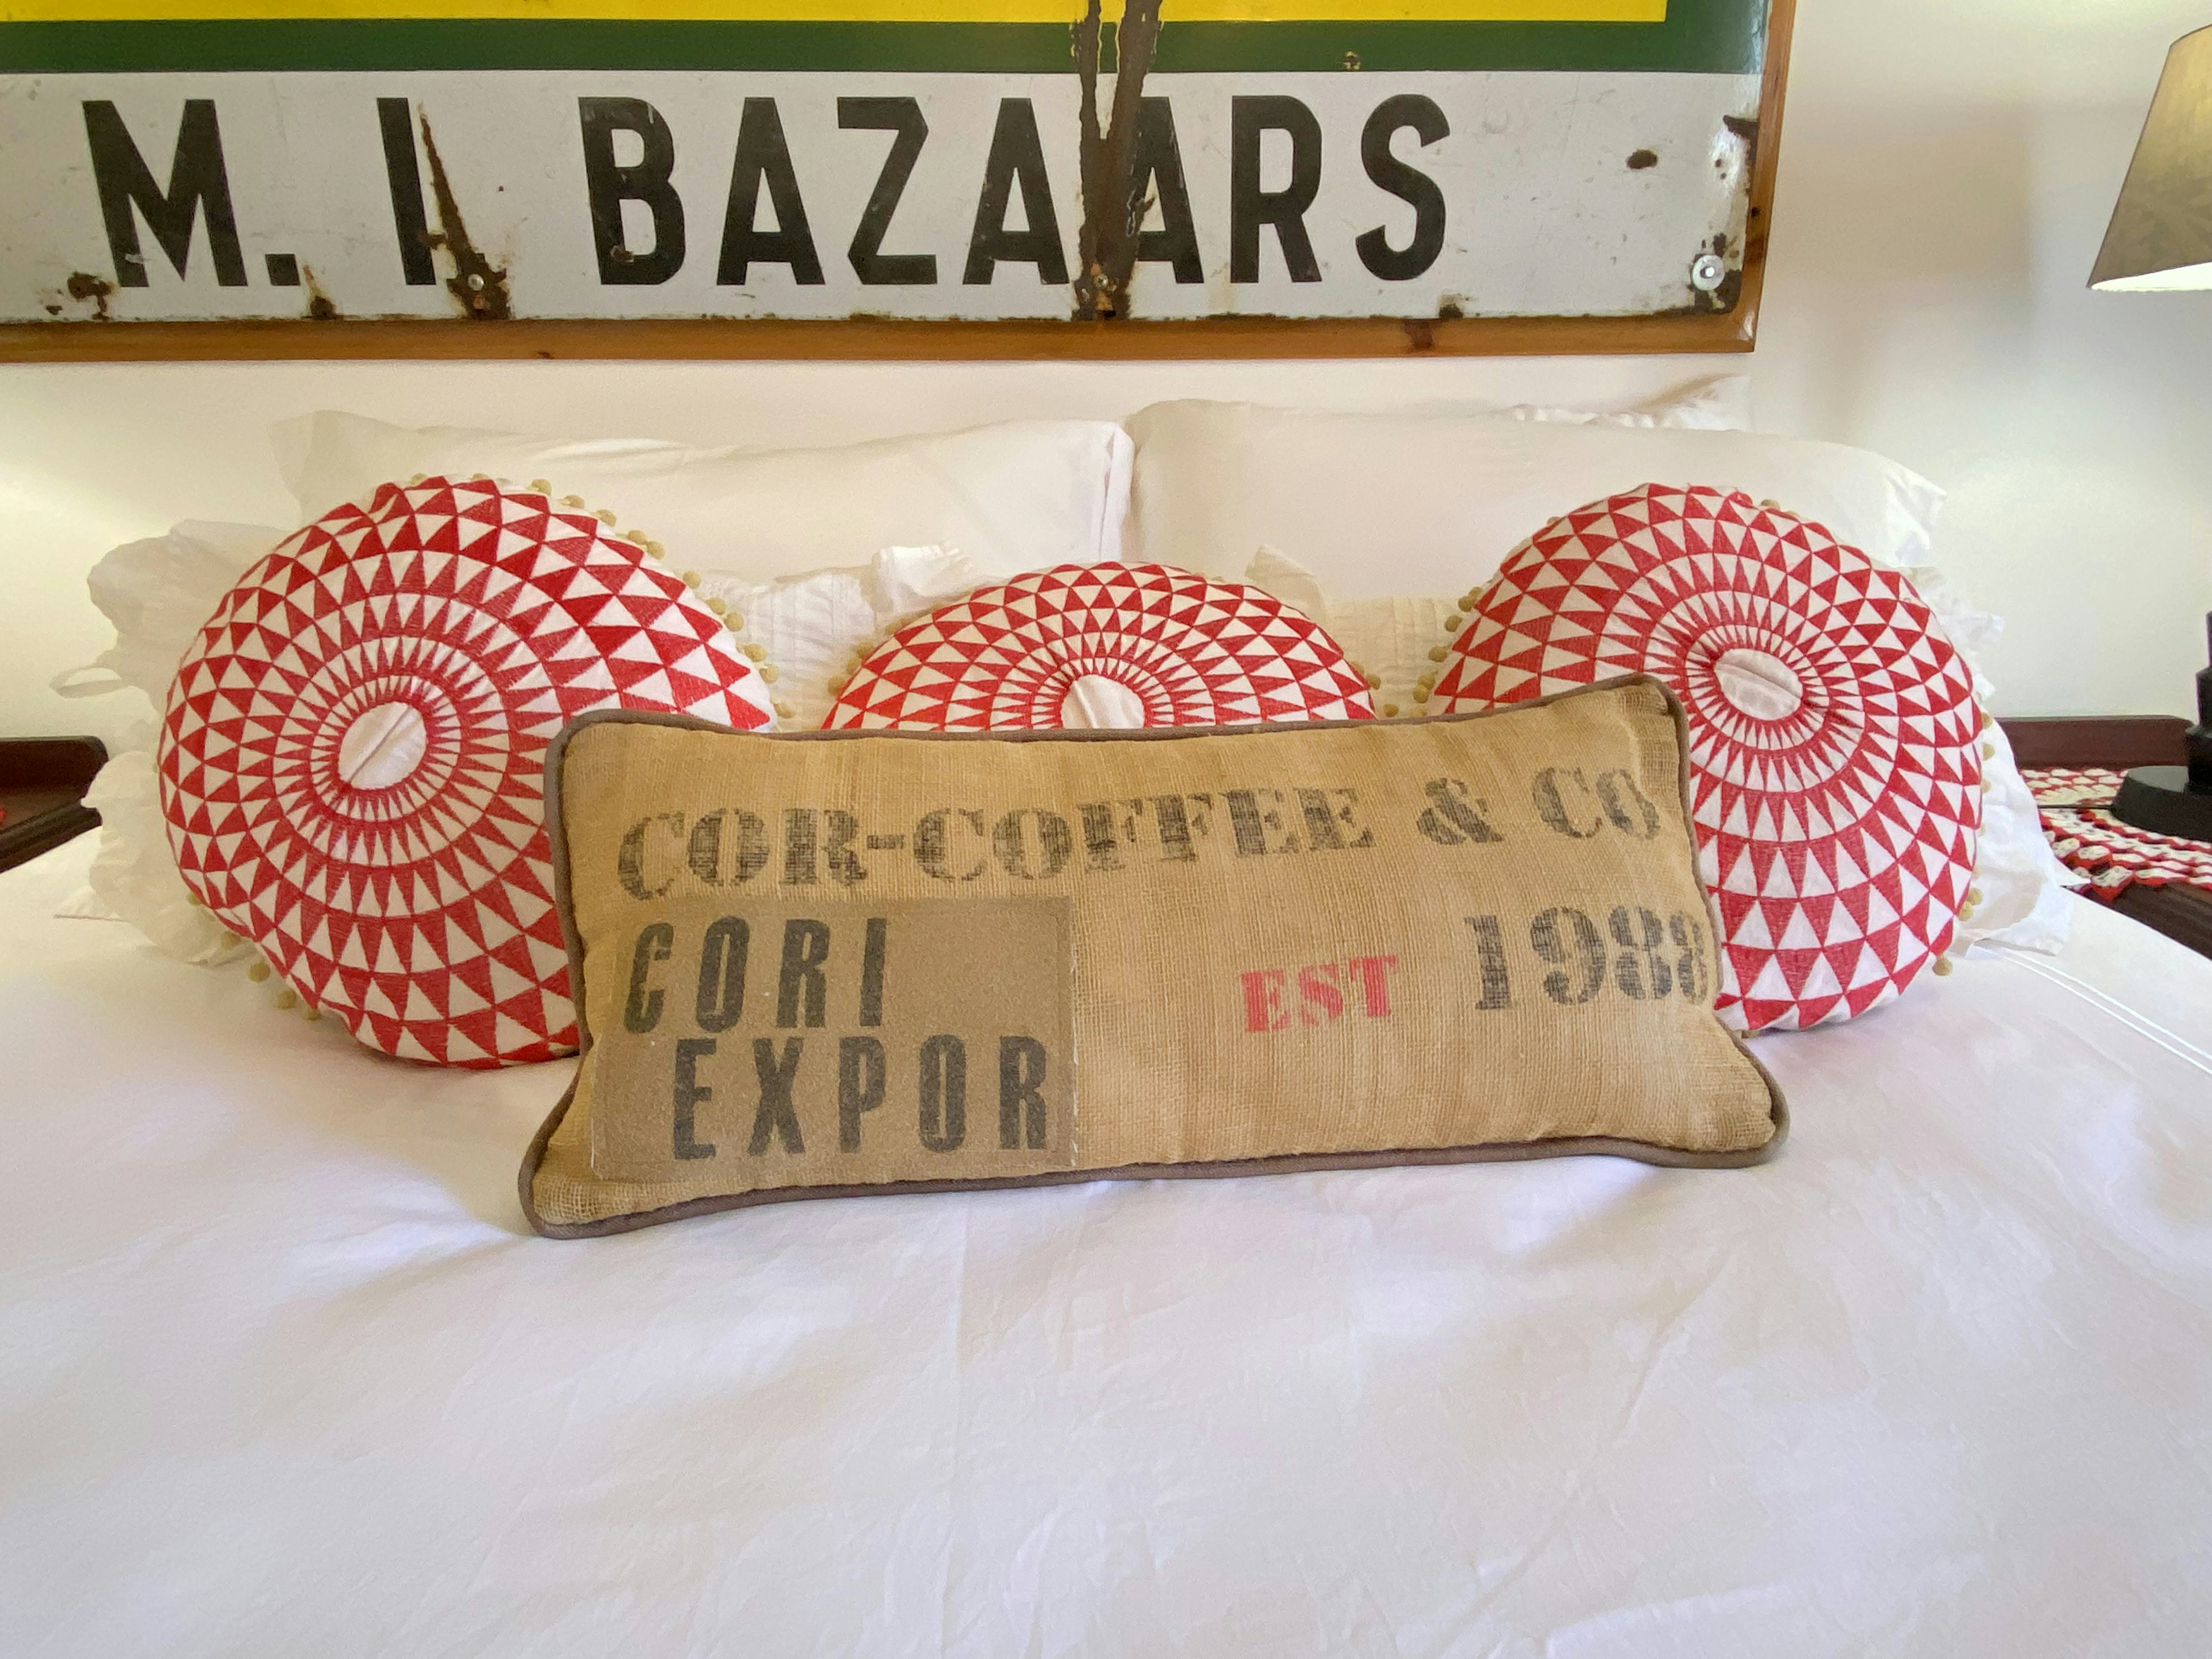 M. I. BAZAARS
COR-COFFEE & CO
CORI
EST 1988
EXPOR